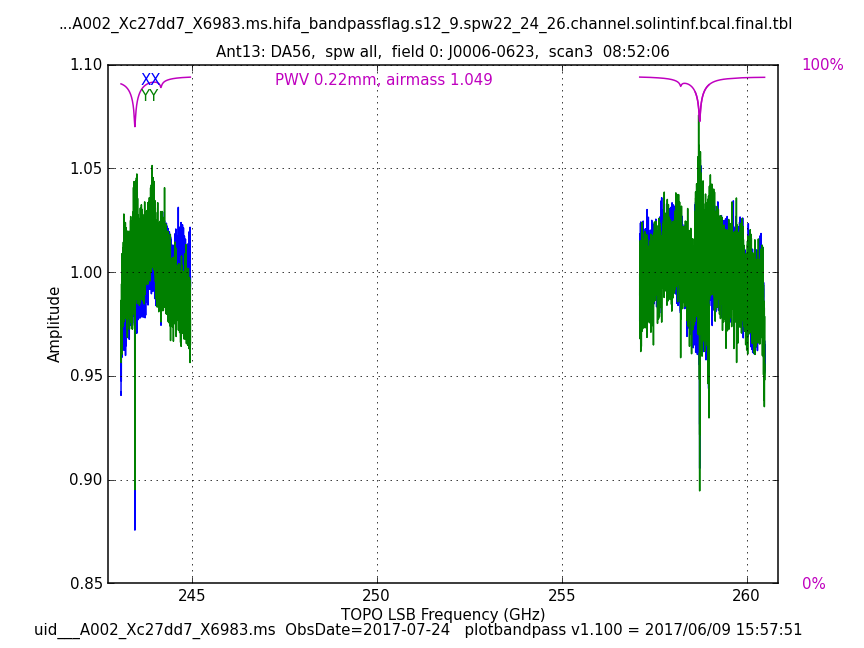 ...A002_Xc27dd7_X6983.ms.hifa_bandpassflag.s12_9.spw22_24_26.channel.solintinf.bcal.final.tbl
Ant13: DA56,  spw all,  field 0: J0006-0623,  scan3  08:52:06
1.10
XX
PWV 0.22mm, airmass 1.049
100%
YY
1.05
1.00
Amplitude
0.95
0.90
0.85
0%
245
250
255
260
TOPO LSB Frequency (GHz)
uid___A002_Xc27dd7_X6983.ms  ObsDate=2017-07-24   plotbandpass v1.100 = 2017/06/09 15:57:51